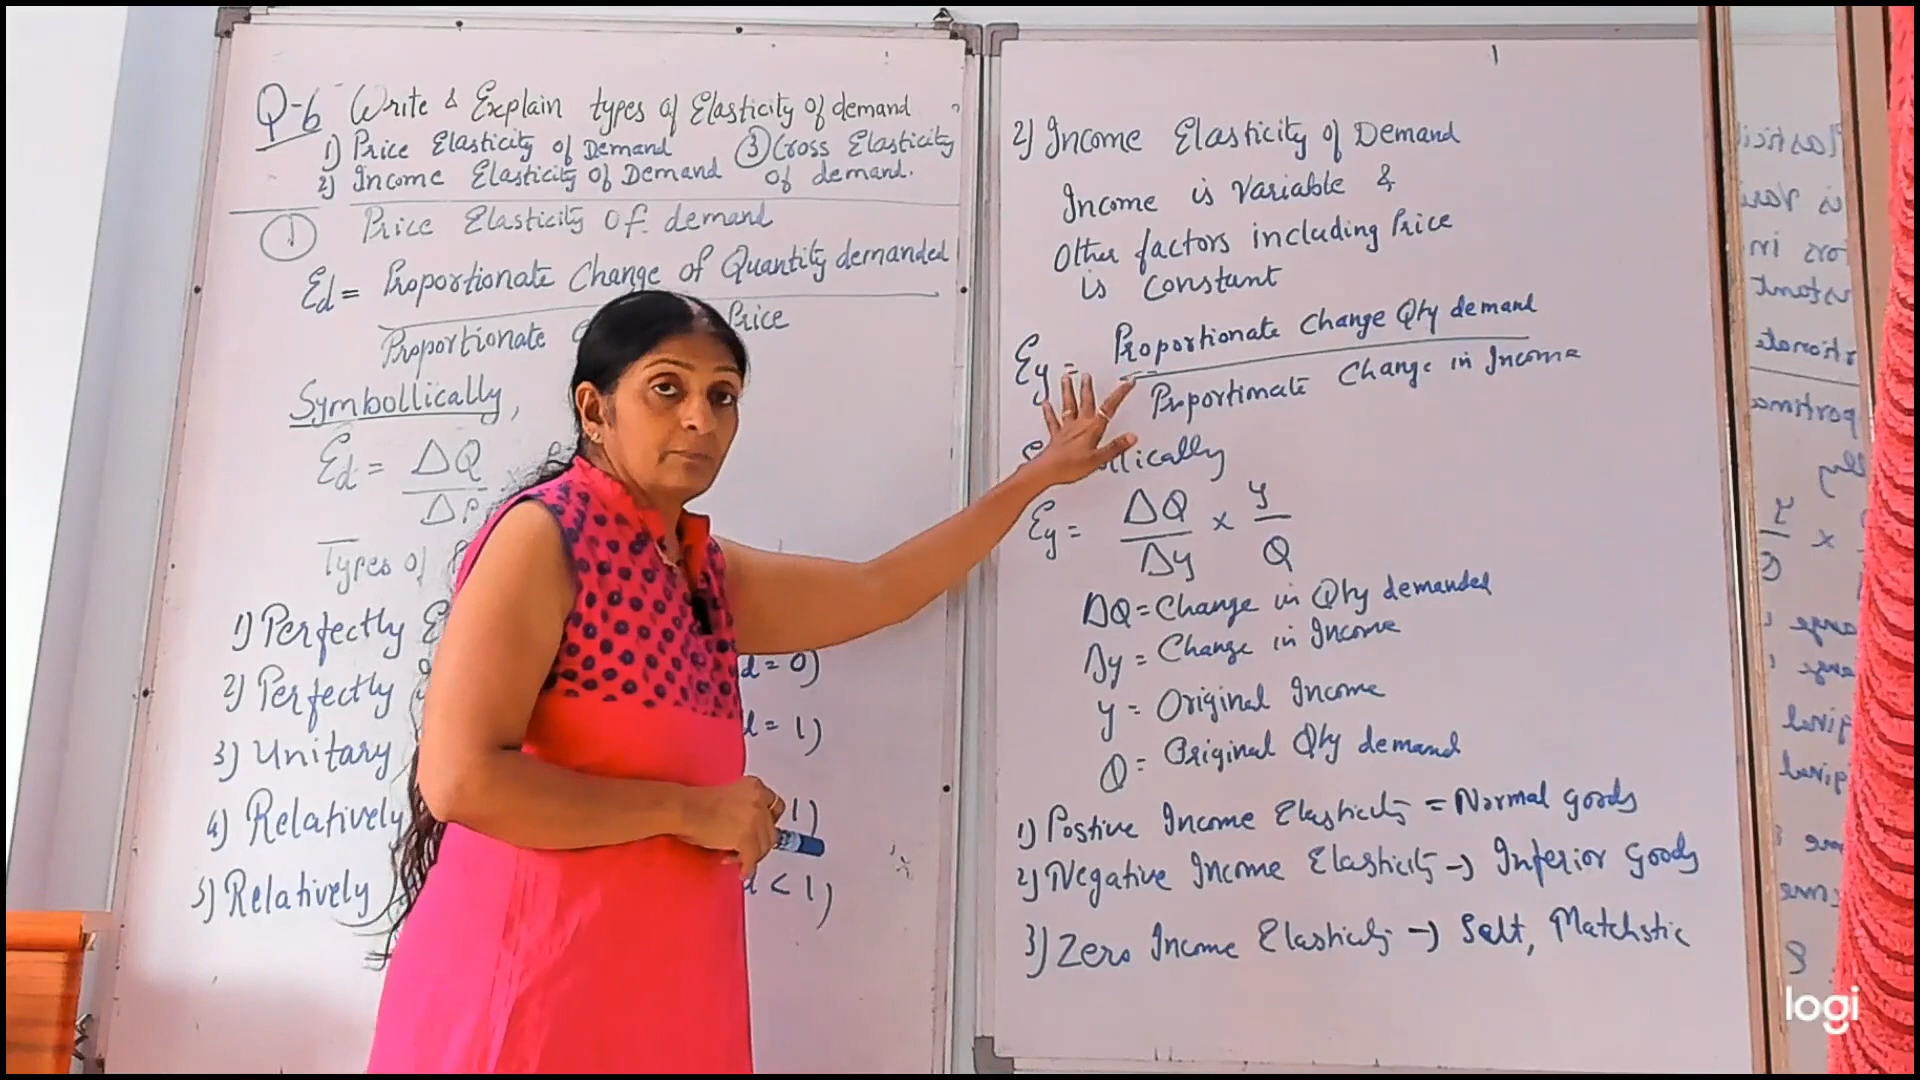 Q-6 Write & Explain types of Elasticity of demand
1) Price Elasticity of Demand
2) Income Elasticity of Demand
③ Cross Elasticity
of demand.
① Price Elasticity Of demand
Ed = Proportionate Change of Quantity demanded
Proportionate Price
Symbollically,
Ed = ΔQ
Types of
1) Perfectly
2) Perfectly d = 0)
3) Unitary = 1)
4) Relatively 1)
5) Relatively < 1)
2) Income Elasticity of Demand
Income is Variable &
Other factors including Price
is Constant
Ey = Proportionate Change Qty demand
Proportionate Change in Income
Ey = ΔQ × y
Δy Q
ΔQ = Change in Qty demanded
Δy = Change in Income
y = Original Income
Q = Original Qty demand
1) Postive Income Elasticity = Normal goods
2) Negative Income Elasticity → Inferior Goods
3) Zero Income Elasticity → Salt, Matchstic
logi